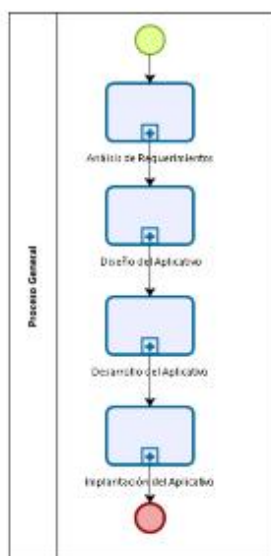 Proceso General
Análisis de Requerimientos
Diseño del Aplicativo
Desarrollo del Aplicativo
Implantación del Aplicativo